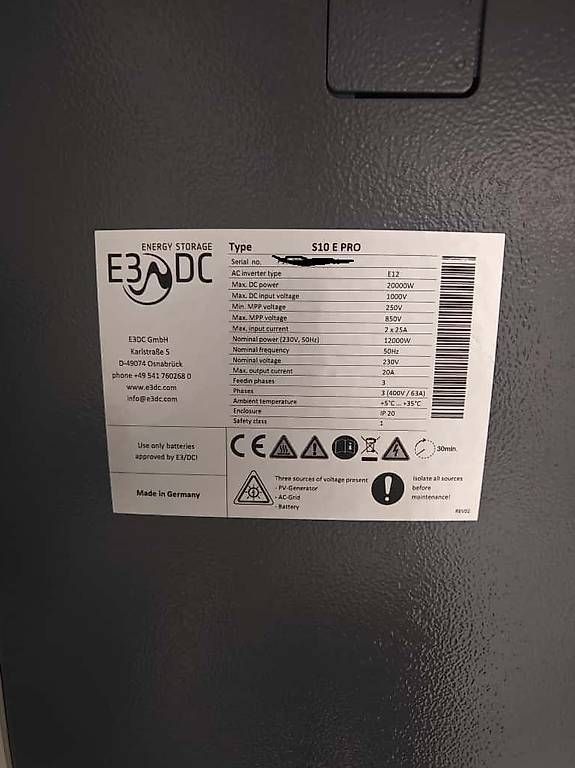 ENERGY STORAGE
E3DC
E3DC GmbH
Karlstraße 5
D-49074 Osnabrück
phone +49 541 760268 0
www.e3dc.com
info@e3dc.com
Use only batteries
approved by E3/DC!
Made in Germany
Type S10 E PRO
Serial no.
AC inverter type E12
Max. DC power 20000W
Max. DC input voltage 1000V
Min. MPP voltage 250V
Max. MPP voltage 850V
Max. input current 2 x 25A
Nominal power (230V, 50Hz) 12000W
Nominal frequency 50Hz
Nominal voltage 230V
Max. output current 20A
Feedin phases 3
Phases 3 (400V / 63A)
Ambient temperature +5°C ... +35°C
Enclosure IP 20
Safety class 1
CE
30min.
Three sources of voltage present
- PV-Generator
- AC-Grid
- Battery
Isolate all sources
before
maintenance!
REV02